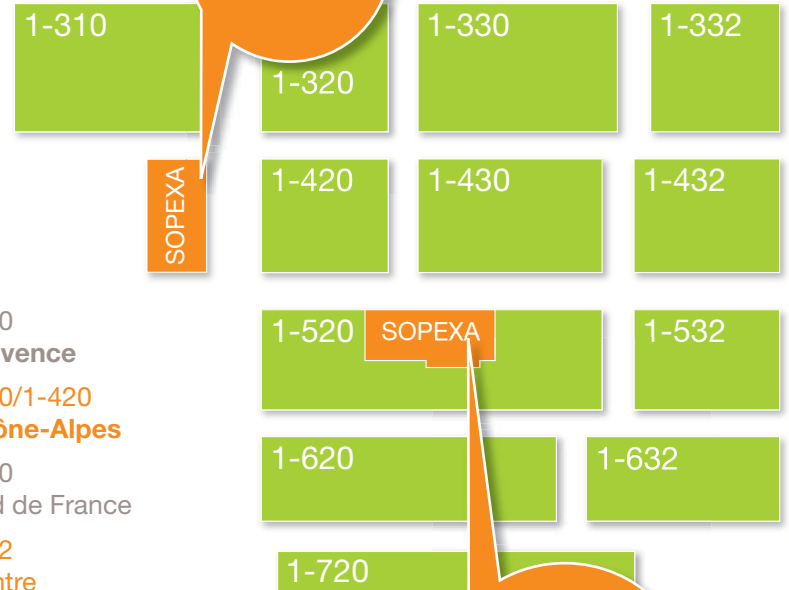 1-310
1-330
1-332
1-320
SOPEXA
1-420
1-430
1-432
1-520
SOPEXA
1-532
0
vence
0/1-420
ône-Alpes
0
d de France
2
ntre
1-620
1-632
1-720